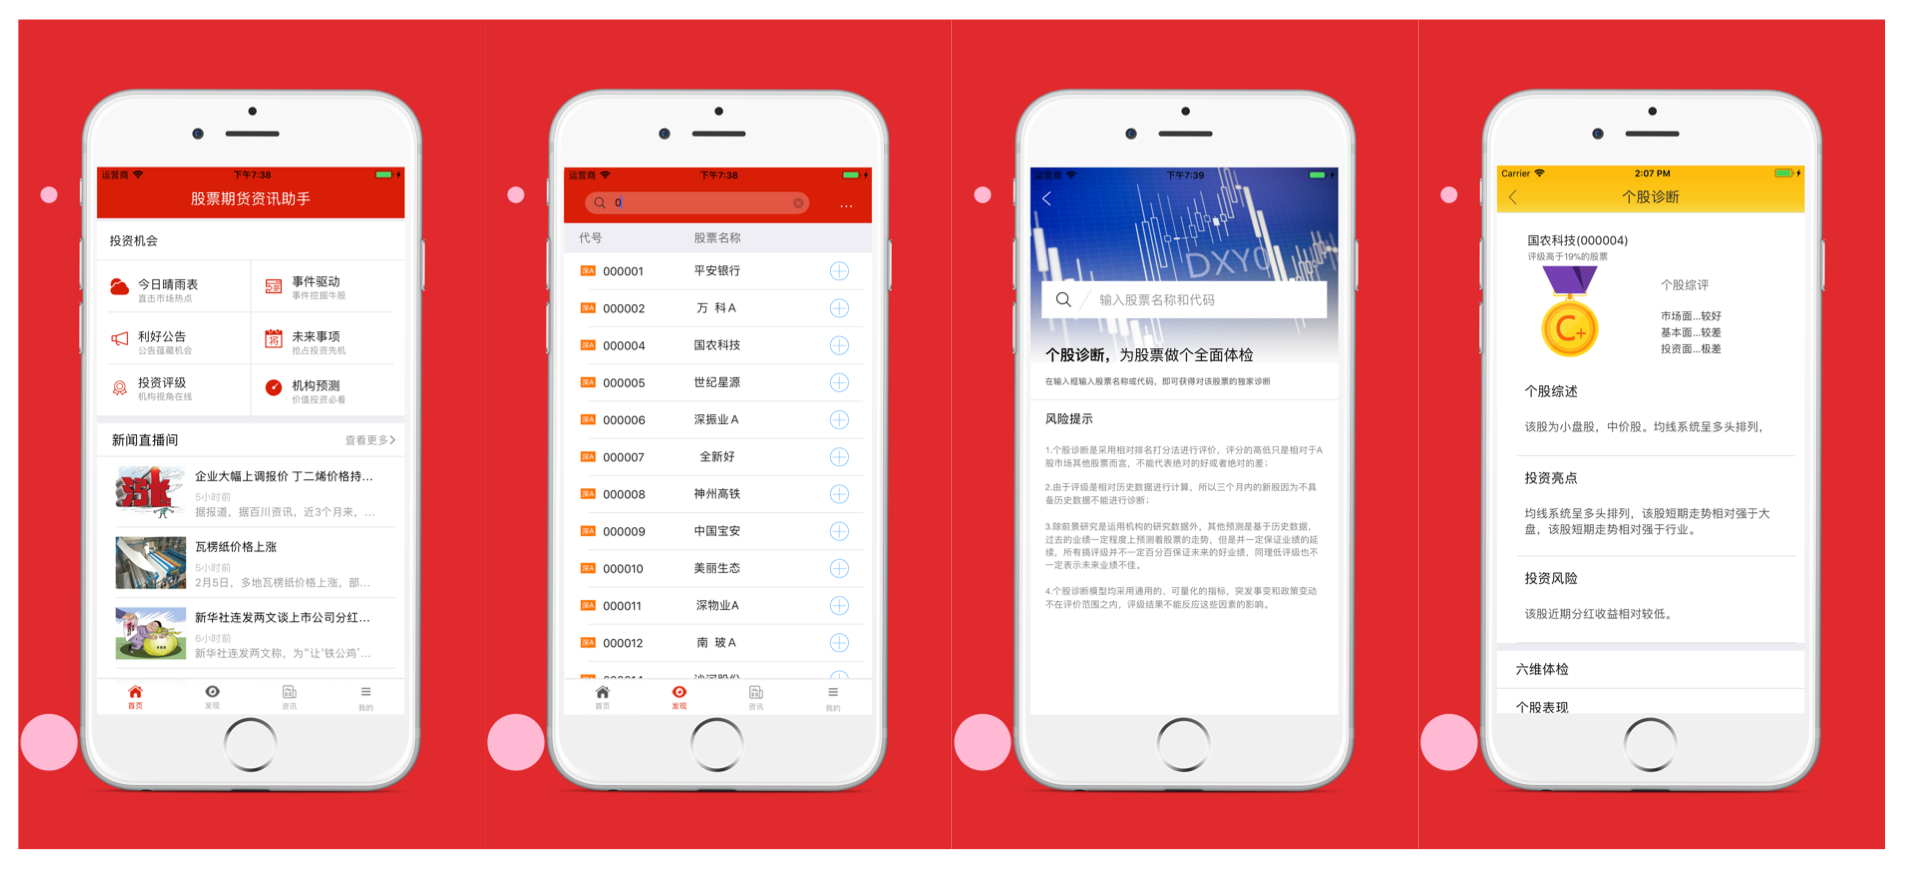 运营商
下午7:38
股票期货资讯助手
投资机会
今日晴雨表
直击市场热点
事件驱动
事件挖掘牛股
利好公告
公告蕴藏机会
未来事项
抢占投资先机
投资评级
机构视角在线
机构预测
价值投资必看
新闻直播间
查看更多
企业大幅上调报价 丁二烯价格持...
5小时前
据报道，据百川资讯，近3个月来，...
瓦楞纸价格上涨
5小时前
2月5日，多地瓦楞纸价格上涨，部...
新华社连发两文谈上市公司分红...
6小时前
新华社连发两文称，为“让‘铁公鸡’...
首页
发现
资讯
我的
运营商
下午7:38
0
...
代号
股票名称
深A 000001 平安银行
深A 000002 万 科A
深A 000004 国农科技
深A 000005 世纪星源
深A 000006 深振业A
深A 000007 全新好
深A 000008 神州高铁
深A 000009 中国宝安
深A 000010 美丽生态
深A 000011 深物业A
深A 000012 南 玻A
首页
发现
资讯
我的
运营商
下午7:39
DXYO
输入股票名称和代码
个股诊断，为股票做个全面体检
在输入框输入股票名称或代码，即可获得对该股票的独家诊断
风险提示
1.个股诊断是采用相对排名打分法进行评价，评分的高低只是相对于A
股市场其他股票而言，不能代表绝对的好或者绝对的差；
2.由于评级是相对历史数据进行计算，所以三个月内的新股因为不具
备历史数据不能进行诊断；
3.除前景研究是运用机构的研究数据外，其他预测是基于历史数据，
过去的业绩一定程度上预测着股票的走势，但是并一定保证业绩的延
续，所有搞评级并不一定百分百保证未来的好业绩，同理低评级也不
一定表示未来业绩不佳。
4.个股诊断模型均采用通用的、可量化的指标，突发事变和政策变动
不在评价范围之内，评级结果不能反应这些因素的影响。
Carrier
2:07 PM
个股诊断
国农科技(000004)
评级高于19%的股票
C+
个股综评
市场面...较好
基本面...较差
投资面...极差
个股综述
该股为小盘股，中价股。均线系统呈多头排列，
投资亮点
均线系统呈多头排列，该股短期走势相对强于大
盘，该股短期走势相对强于行业。
投资风险
该股近期分红收益相对较低。
六维体检
个股表现